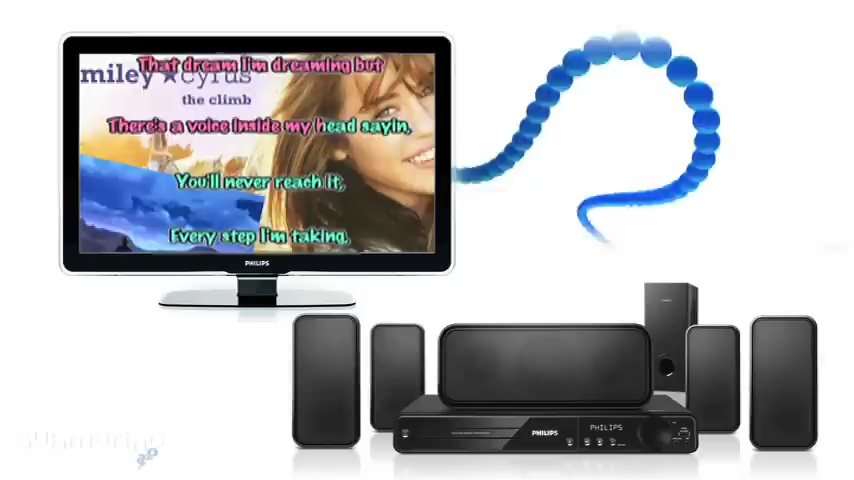 That dream I'm dreaming but
miley ★ cyrus
the climb
There's a voice inside my head sayin,
You'll never reach it,
Every step I'm taking,
PHILIPS
PHILIPS
PHILIPS
submarino